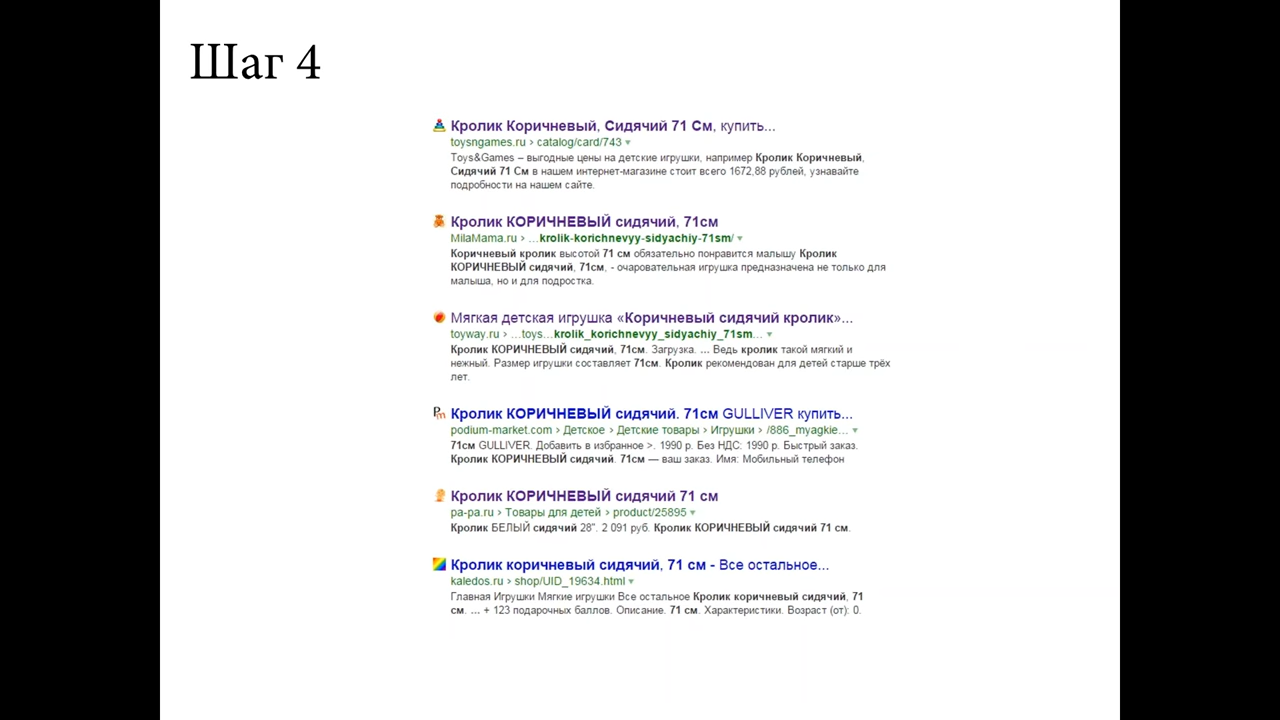 Шаг 4
Кролик Коричневый, Сидячий 71 См, купить...
toysngames.ru › catalog/card/743
Toys&Games – выгодные цены на детские игрушки, например Кролик Коричневый,
Сидячий 71 См в нашем интернет-магазине стоит всего 1672,88 рублей, узнавайте
подробности на нашем сайте.
Кролик КОРИЧНЕВЫЙ сидячий, 71см
MilaMama.ru › ...krolik-korichnevyy-sidyachiy-71sm/
Коричневый кролик высотой 71 см обязательно понравится малышу Кролик
КОРИЧНЕВЫЙ сидячий, 71см, - очаровательная игрушка предназначена не только для
малыша, но и для подростка.
Мягкая детская игрушка «Коричневый сидячий кролик»...
toyway.ru › ...toys...krolik_korichnevyy_sidyachiy_71sm...
Кролик КОРИЧНЕВЫЙ сидячий, 71см. Загрузка. ... Ведь кролик такой мягкий и
нежный. Размер игрушки составляет 71см. Кролик рекомендован для детей старше трёх
лет.
Pm Кролик КОРИЧНЕВЫЙ сидячий. 71см GULLIVER купить...
podium-market.com › Детское › Детские товары › Игрушки › /886_myagkie...
71см GULLIVER. Добавить в избранное >. 1990 р. Без НДС: 1990 р. Быстрый заказ.
Кролик КОРИЧНЕВЫЙ сидячий. 71см — ваш заказ. Имя: Мобильный телефон
Кролик КОРИЧНЕВЫЙ сидячий 71 см
pa-pa.ru › Товары для детей › product/25895
Кролик БЕЛЫЙ сидячий 28". 2 091 руб. Кролик КОРИЧНЕВЫЙ сидячий 71 см.
Кролик коричневый сидячий, 71 см - Все остальное...
kaledos.ru › shop/UID_19634.html
Главная Игрушки Мягкие игрушки Все остальное Кролик коричневый сидячий, 71
см. ... + 123 подарочных баллов. Описание. 71 см. Характеристики. Возраст (от): 0.